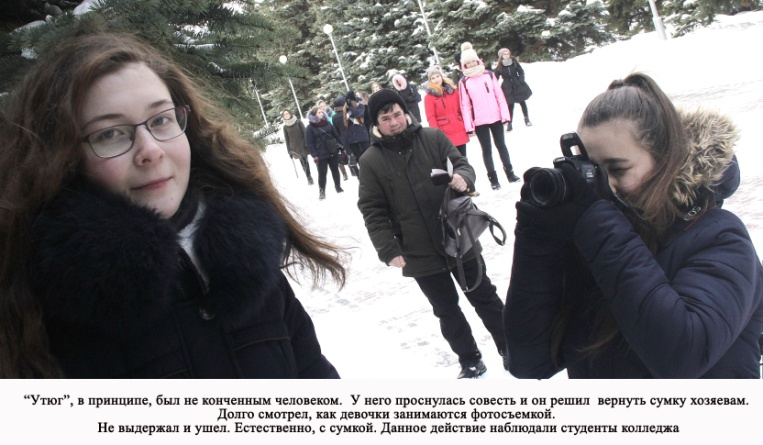 “Утюг”, в принципе, был не конченным человеком. У него проснулась совесть и он решил вернуть сумку хозяевам.
Долго смотрел, как девочки занимаются фотосъемкой.
Не выдержал и ушел. Естественно, с сумкой. Данное действие наблюдали студенты колледжа